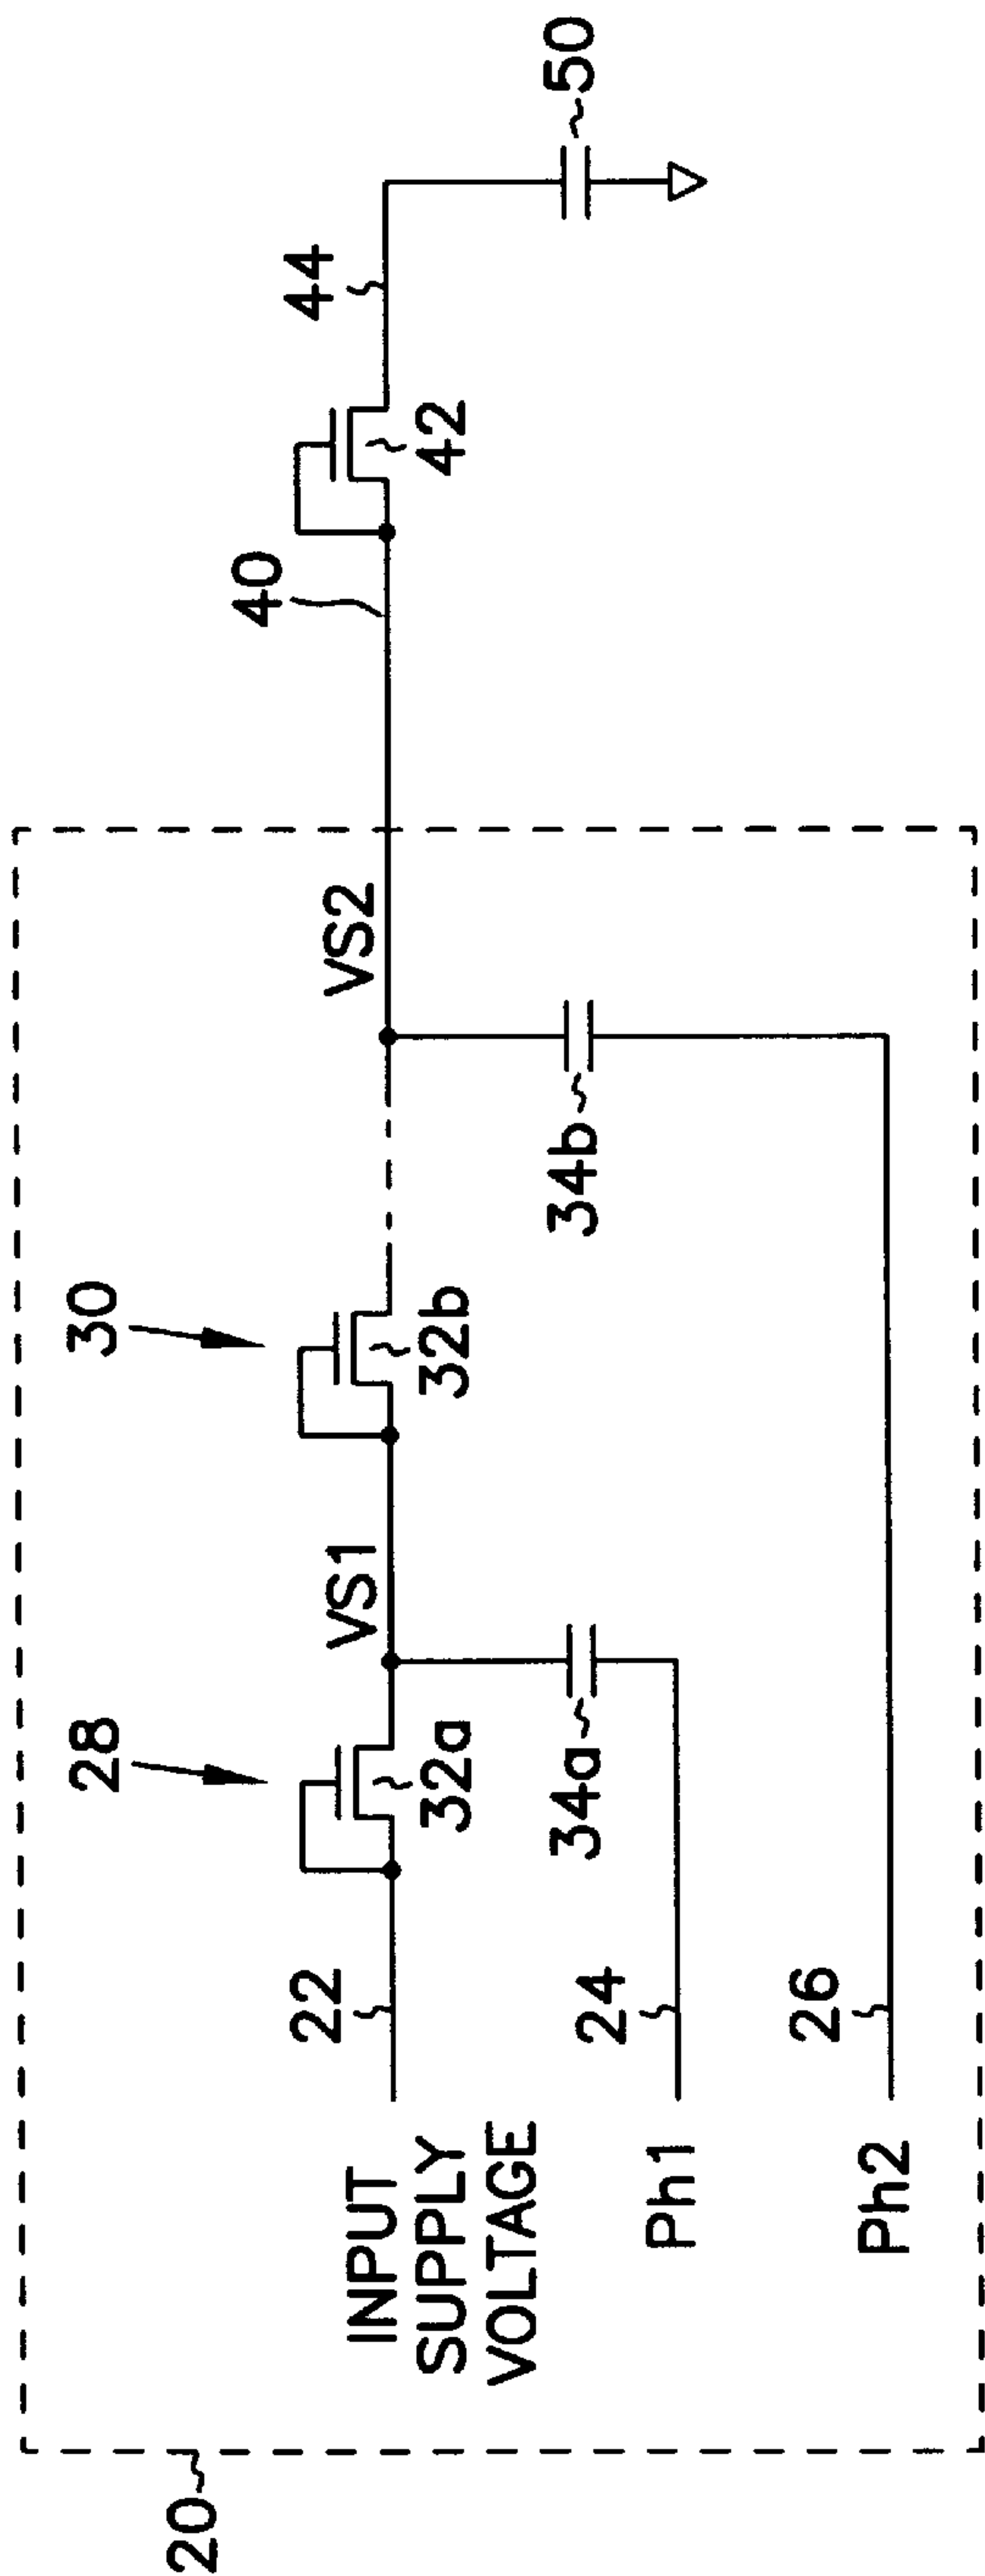 20
28
30
40
44
22
VS1
VS2
INPUT
SUPPLY
VOLTAGE
32a
32b
42
24
34a
34b
50
Ph1
26
Ph2